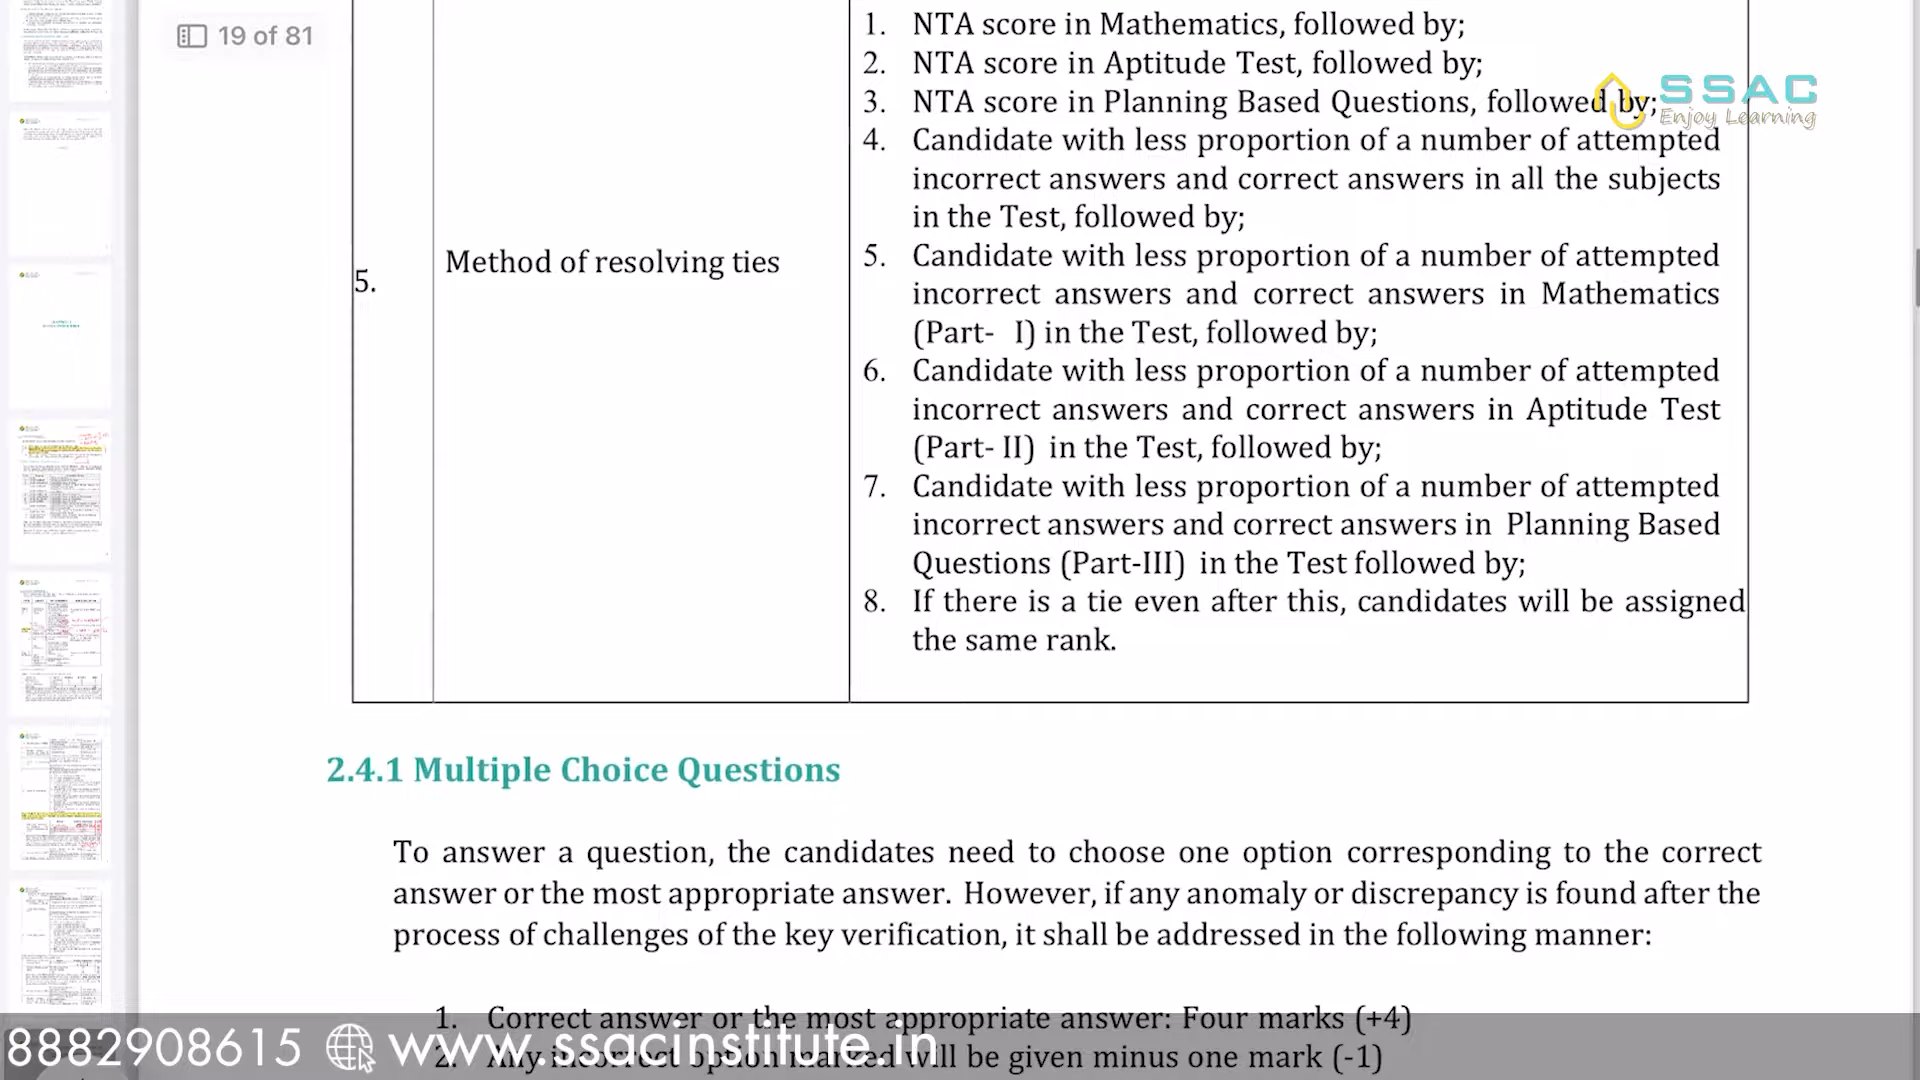 19 of 81
1. NTA score in Mathematics, followed by;
2. NTA score in Aptitude Test, followed by;
3. NTA score in Planning Based Questions, followed by;
SSAC
Enjoy Learning
4. Candidate with less proportion of a number of attempted
incorrect answers and correct answers in all the subjects
in the Test, followed by;
5. Candidate with less proportion of a number of attempted
incorrect answers and correct answers in Mathematics
(Part- I) in the Test, followed by;
6. Candidate with less proportion of a number of attempted
incorrect answers and correct answers in Aptitude Test
(Part- II) in the Test, followed by;
7. Candidate with less proportion of a number of attempted
incorrect answers and correct answers in Planning Based
Questions (Part-III) in the Test followed by;
8. If there is a tie even after this, candidates will be assigned
the same rank.
5.
Method of resolving ties
2.4.1 Multiple Choice Questions
To answer a question, the candidates need to choose one option corresponding to the correct
answer or the most appropriate answer. However, if any anomaly or discrepancy is found after the
process of challenges of the key verification, it shall be addressed in the following manner:
1. Correct answer or the most appropriate answer: Four marks (+4)
2. Any incorrect option marked will be given minus one mark (-1)
8882908615 www.ssacinstitute.in